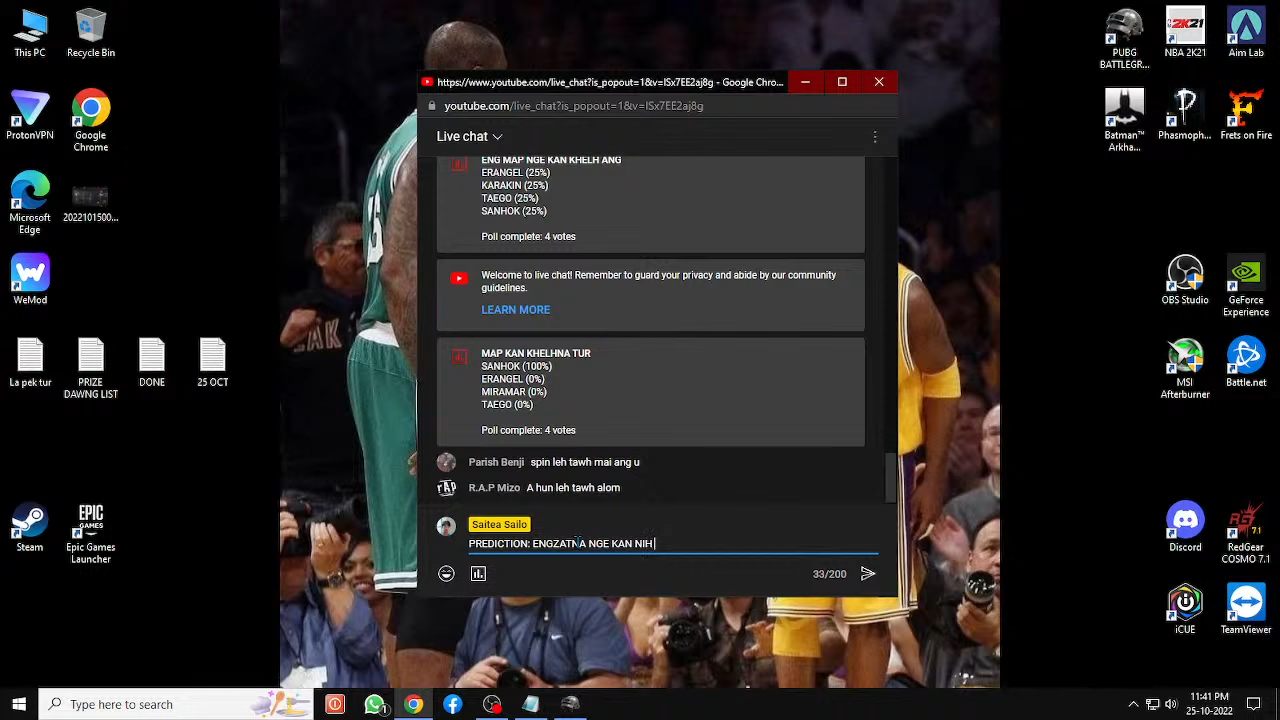 This PC
Recycle Bin
ProtonVPN
Google
Chrome
Microsoft
Edge
2022101500...
WeMod
La pek tur
PRIZE
DAWNG LIST
DONE
25 OCT
Steam
Epic Games
Launcher
https://www.youtube.com/live_chat?is_popout=1&v=ISx7EE2aj8g - Google Chro...
youtube.com/live_chat?is_popout=1&v=ISx7EE2aj8g
Live chat
ENG MAP NGE KAN KHELH ANG
ERANGEL (25%)
KARAKIN (25%)
TAEGO (25%)
SANHOK (25%)
Poll complete: 4 votes
Welcome to live chat! Remember to guard your privacy and abide by our community
guidelines.
LEARN MORE
MAP KAN KHELHNA TUR
SANHOK (100%)
ERANGEL (0%)
MIRAMAR (0%)
TAEGO (0%)
Poll complete: 4 votes
Parish Benji spin leh tawh mai ang u
R.A.P Mizo A hun leh tawh alom
Saitea Sailo
PREDICTION: ENGZATNA NGE KAN NIH
33/200
PUBG
BATTLEGR...
NBA 2K21
Aim Lab
Batman™
Arkha...
Phasmoph...
Frets on Fire
OBS Studio
GeForce
Experience
MSI
Afterburner
Battle.net
Discord
RedGear
COSMO 7.1
iCUE
TeamViewer
Type here to search
11:41 PM
25-10-2022